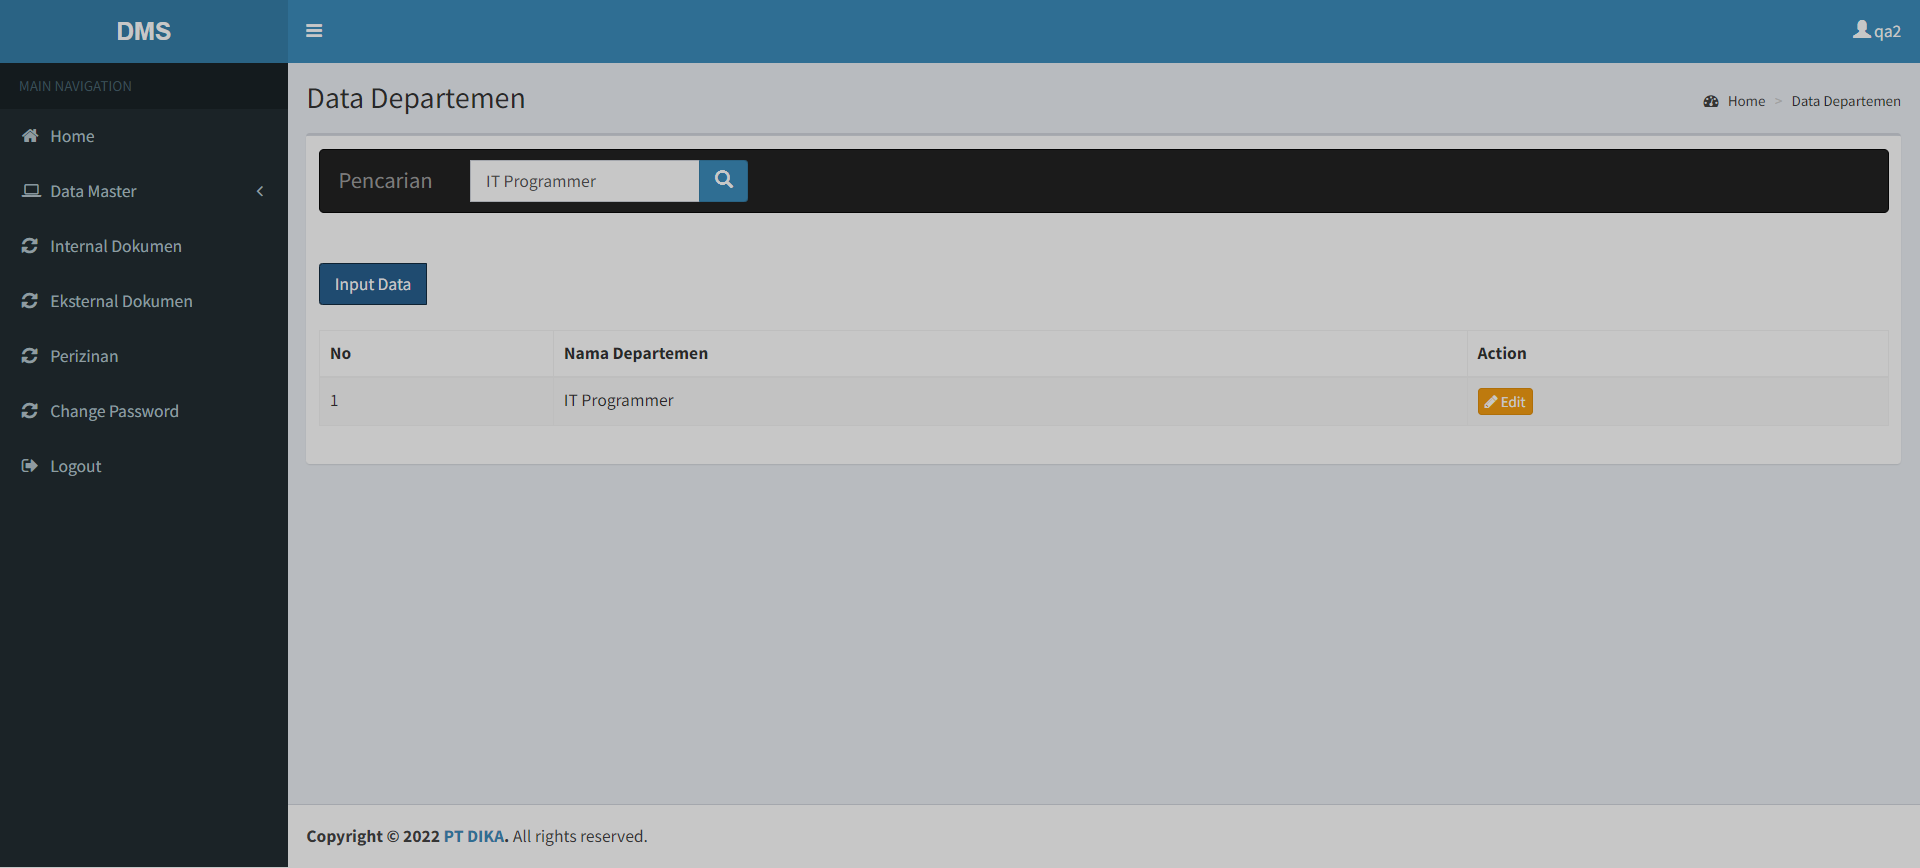 DMS
qa2
MAIN NAVIGATION
Home
Data Master
Internal Dokumen
Eksternal Dokumen
Perizinan
Change Password
Logout
Data Departemen
Home > Data Departemen
Pencarian IT Programmer
Input Data
No Nama Departemen Action
1 IT Programmer Edit
Copyright © 2022 PT DIKA. All rights reserved.